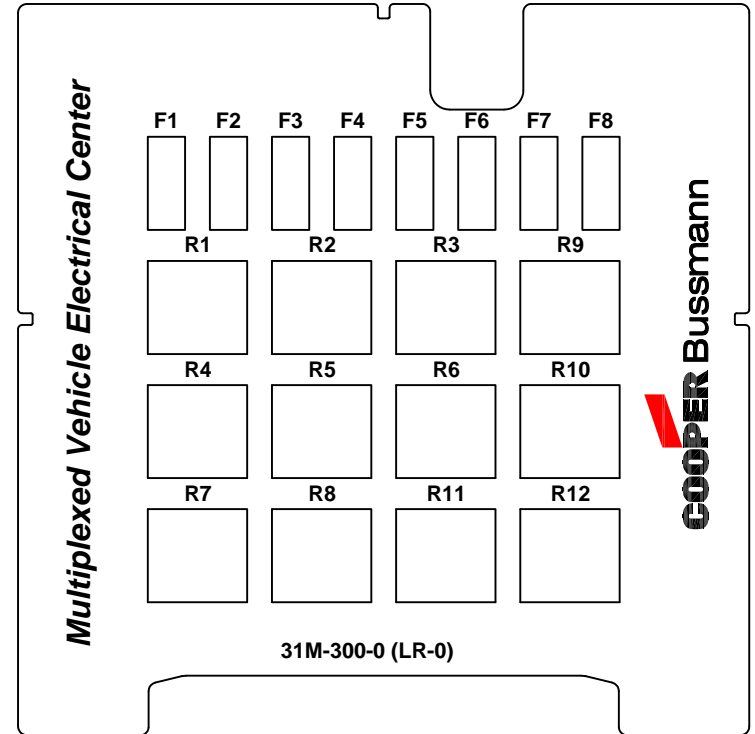 Multiplexed Vehicle Electrical Center
F1 F2 F3 F4 F5 F6 F7 F8
R1 R2 R3 R9
R4 R5 R6 R10
R7 R8 R11 R12
31M-300-0 (LR-0)
COOPER Bussmann